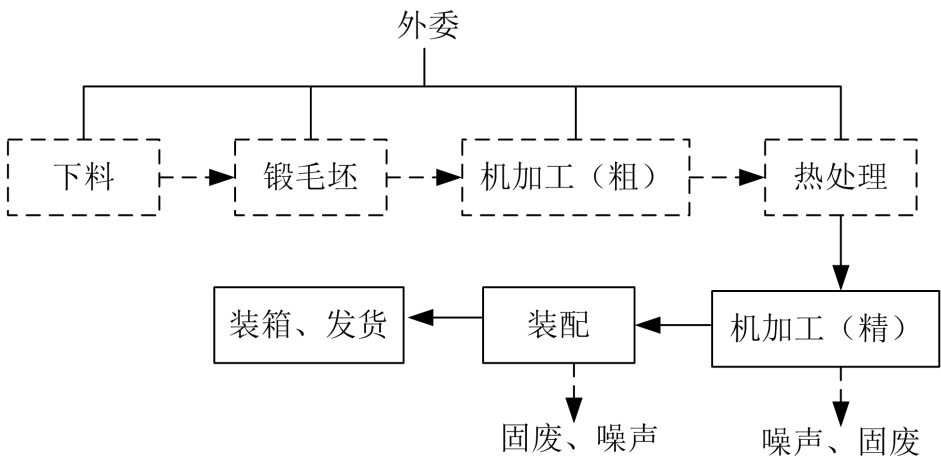 外委
下料
锻毛坯
机加工（粗）
热处理
装箱、发货
装配
机加工（精）
固废、噪声
噪声、固废